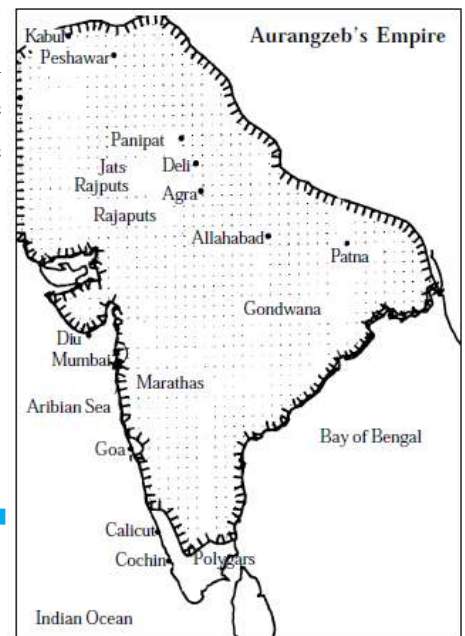 Aurangzeb's Empire
Kabul
Peshawar
Panipat
Jats
Deli
Rajputs
Agra
Rajaputs
Allahabad
Patna
Gondwana
Diu
Mumbai
Marathas
Aribian Sea
Bay of Bengal
Goa
Calicut
Cochin
Polygars
Indian Ocean